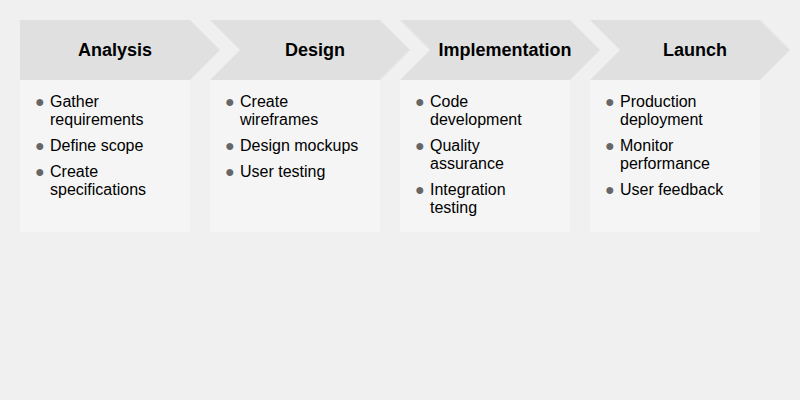 Analysis
Design
Implementation
Launch
● Gather
requirements
● Define scope
● Create
specifications
● Create
wireframes
● Design mockups
● User testing
● Code
development
● Quality
assurance
● Integration
testing
● Production
deployment
● Monitor
performance
● User feedback